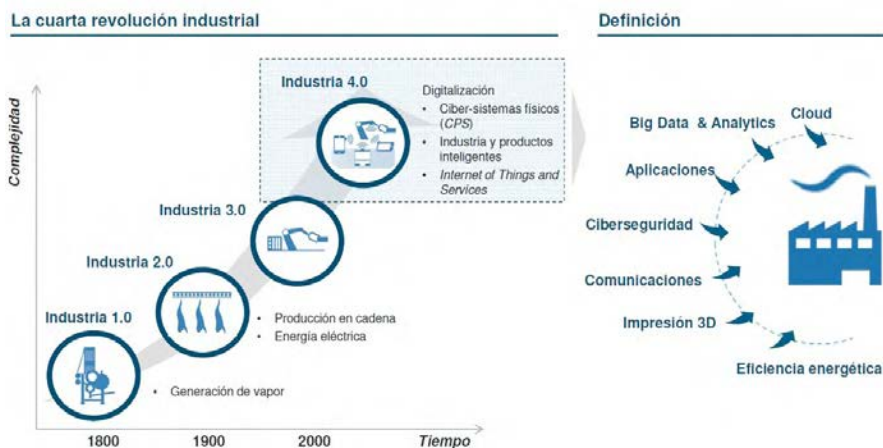 La cuarta revolución industrial
Definición
Complejidad
Industria 4.0
Digitalización
• Ciber-sistemas físicos
(CPS)
• Industria y productos
inteligentes
• Internet of Things and
Services
Industria 3.0
Industria 2.0
• Producción en cadena
• Energía eléctrica
Industria 1.0
• Generación de vapor
1800
1900
2000
Tiempo
Cloud
Big Data & Analytics
Aplicaciones
Ciberseguridad
Comunicaciones
Impresión 3D
Eficiencia energética